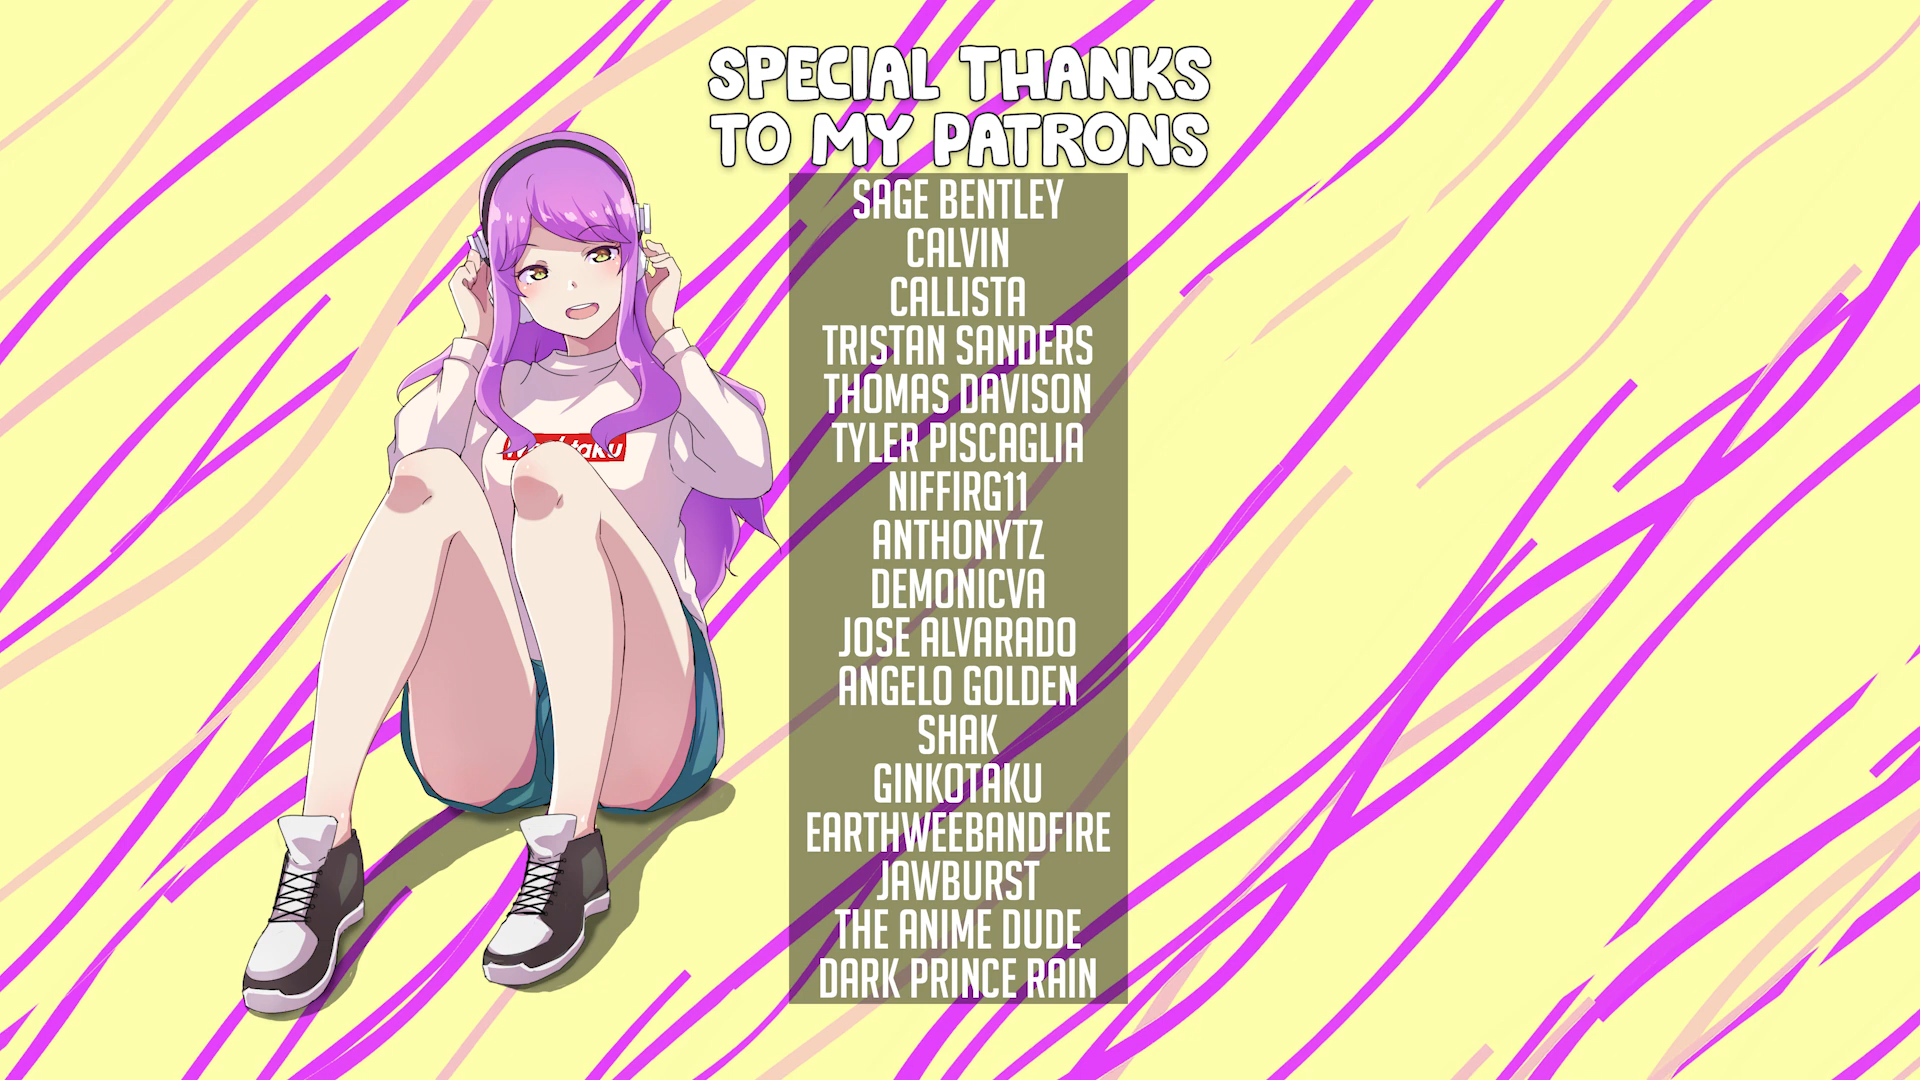 SPECIAL THANKS
TO MY PATRONS
SAGE BENTLEY
CALVIN
CALLISTA
TRISTAN SANDERS
THOMAS DAVISON
TYLER PISCAGLIA
NIFFIRG11
ANTHONYTZ
DEMONICVA
JOSE ALVARADO
ANGELO GOLDEN
SHAK
GINKOTAKU
EARTHWEEBANDFIRE
JAWBURST
THE ANIME DUDE
DARK PRINCE RAIN